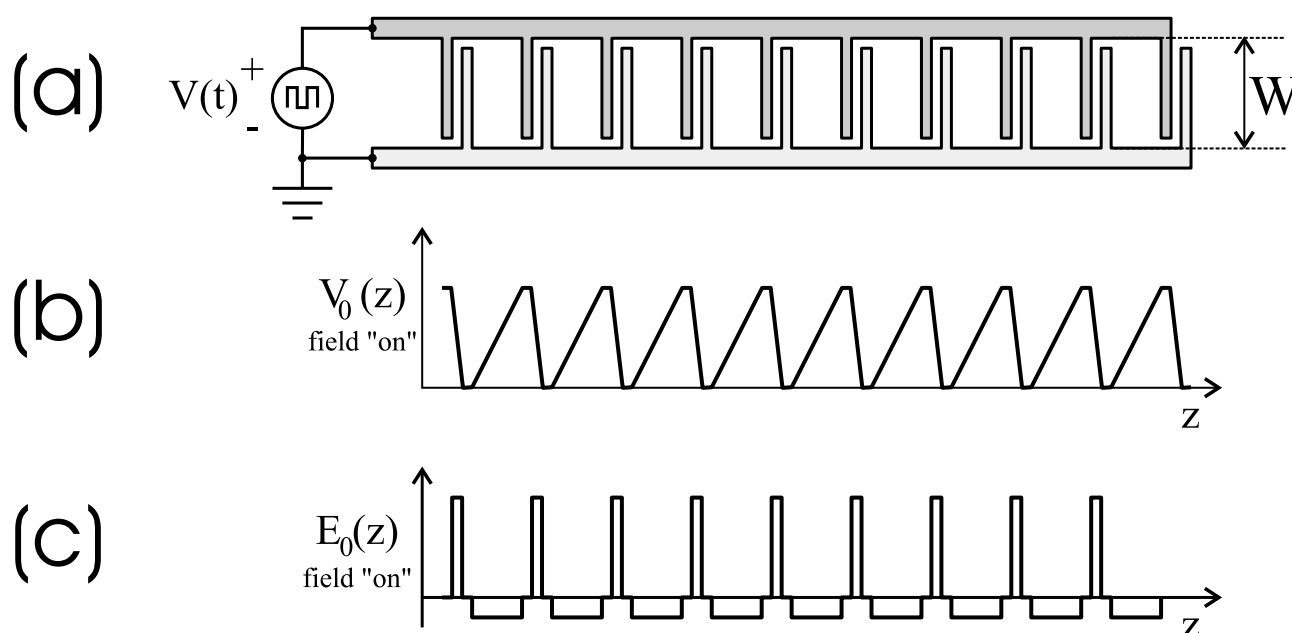 (a)
V(t)
+
-
W
(b)
V₀(z)
field "on"
z
(c)
E₀(z)
field "on"
z